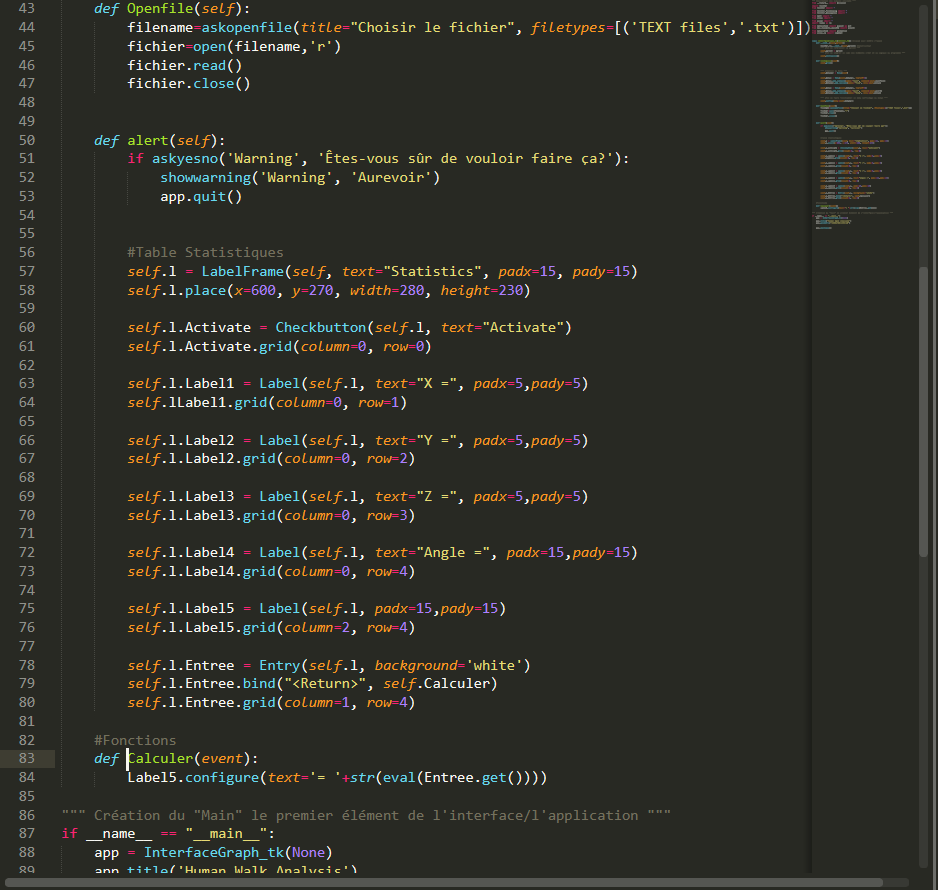 43 def Openfile(self):
44 filename=askopenfile(title="Choisir le fichier", filetypes=[('TEXT files','.txt')])
45 fichier=open(filename,'r')
46 fichier.read()
47 fichier.close()
48
49
50 def alert(self):
51 if askyesno('Warning', 'Êtes-vous sûr de vouloir faire ça?'):
52 showwarning('Warning', 'Aurevoir')
53 app.quit()
54
55
56 #Table Statistiques
57 self.l = LabelFrame(self, text="Statistics", padx=15, pady=15)
58 self.l.place(x=600, y=270, width=280, height=230)
59
60 self.l.Activate = Checkbutton(self.l, text="Activate")
61 self.l.Activate.grid(column=0, row=0)
62
63 self.l.Label1 = Label(self.l, text="X =", padx=5,pady=5)
64 self.lLabel1.grid(column=0, row=1)
65
66 self.l.Label2 = Label(self.l, text="Y =", padx=5,pady=5)
67 self.l.Label2.grid(column=0, row=2)
68
69 self.l.Label3 = Label(self.l, text="Z =", padx=5,pady=5)
70 self.l.Label3.grid(column=0, row=3)
71
72 self.l.Label4 = Label(self.l, text="Angle =", padx=15,pady=15)
73 self.l.Label4.grid(column=0, row=4)
74
75 self.l.Label5 = Label(self.l, padx=15,pady=15)
76 self.l.Label5.grid(column=2, row=4)
77
78 self.l.Entree = Entry(self.l, background='white')
79 self.l.Entree.bind("<Return>", self.Calculer)
80 self.l.Entree.grid(column=1, row=4)
81
82 #Fonctions
83 def Calculer(event):
84 Label5.configure(text='= '+str(eval(Entree.get())))
85
86 """ Création du "Main" le premier élément de l'interface/l'application """
87 if __name__ == "__main__":
88 app = InterfaceGraph_tk(None)
89 app.title('Human Walk Analysis')